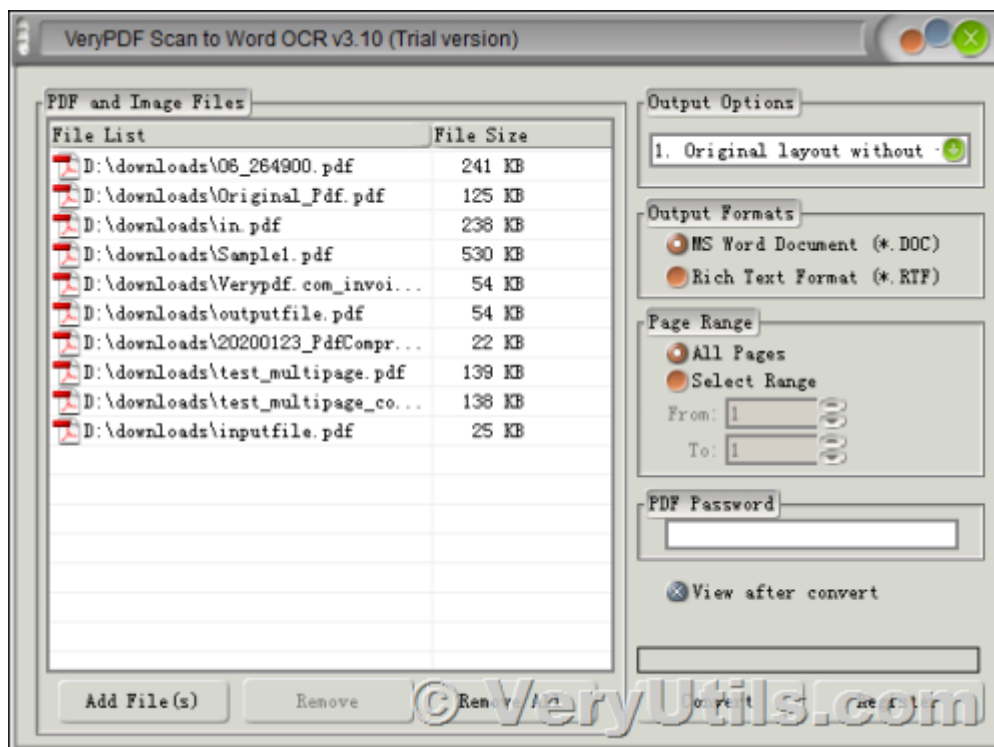 VeryPDF Scan to Word OCR v3.10 (Trial version)
PDF and Image Files
File List File Size
D:\downloads\06_264900.pdf 241 KB
D:\downloads\Original_Pdf.pdf 125 KB
D:\downloads\in.pdf 238 KB
D:\downloads\Sample1.pdf 530 KB
D:\downloads\Verypdf.com_invoi... 54 KB
D:\downloads\outputfile.pdf 54 KB
D:\downloads\20200123_PdfCompr... 22 KB
D:\downloads\test_multipage.pdf 139 KB
D:\downloads\test_multipage_co... 138 KB
D:\downloads\inputfile.pdf 25 KB
Add File(s) Remove Remove All
Output Options
1. Original layout without
Output Formats
MS Word Document (*.DOC)
Rich Text Format (*.RTF)
Page Range
All Pages
Select Range
From: 1
To: 1
PDF Password
View after convert
Convert Register
© VeryUtils.com